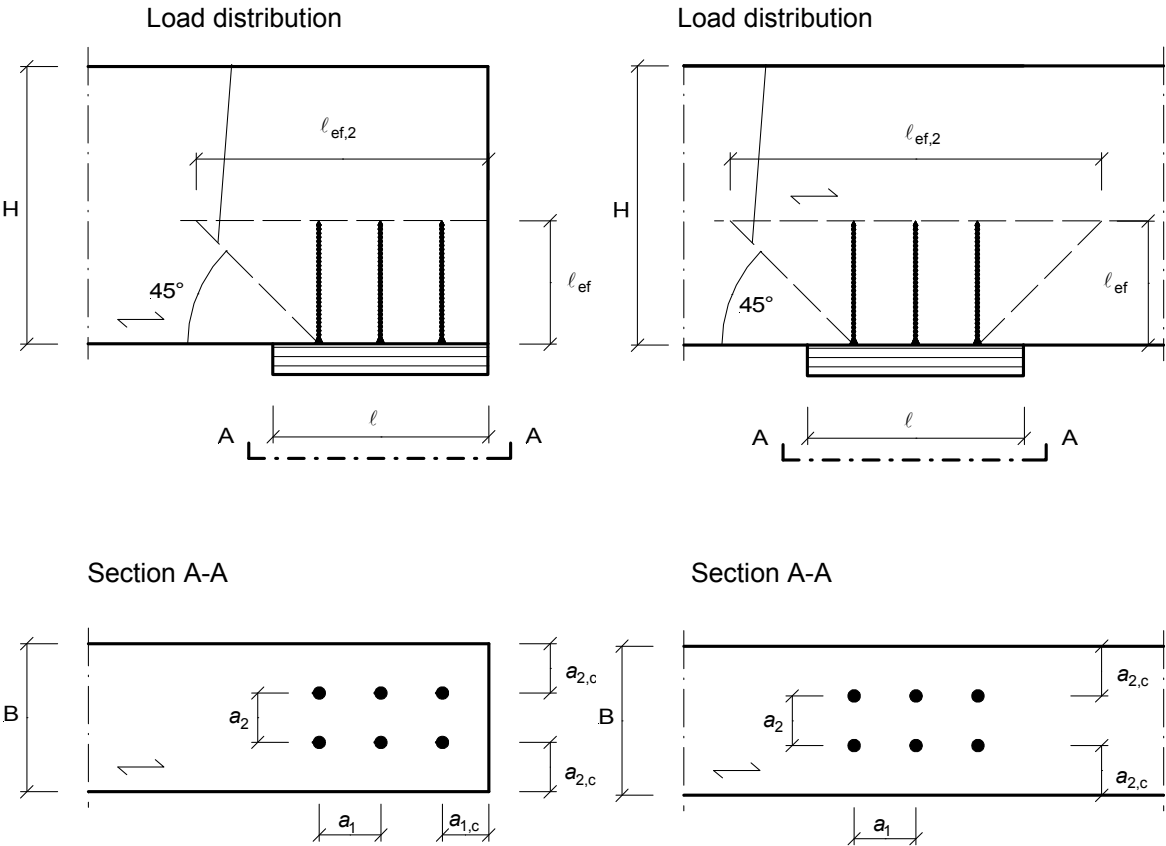 Load distribution
Load distribution
H
ℓef,2
45°
ℓef
A
ℓ
A
H
ℓef,2
45°
ℓef
A
ℓ
A
Section A-A
Section A-A
B
a2
a2,c
a2,c
a1
a1,c
B
a2
a2,c
a2,c
a1